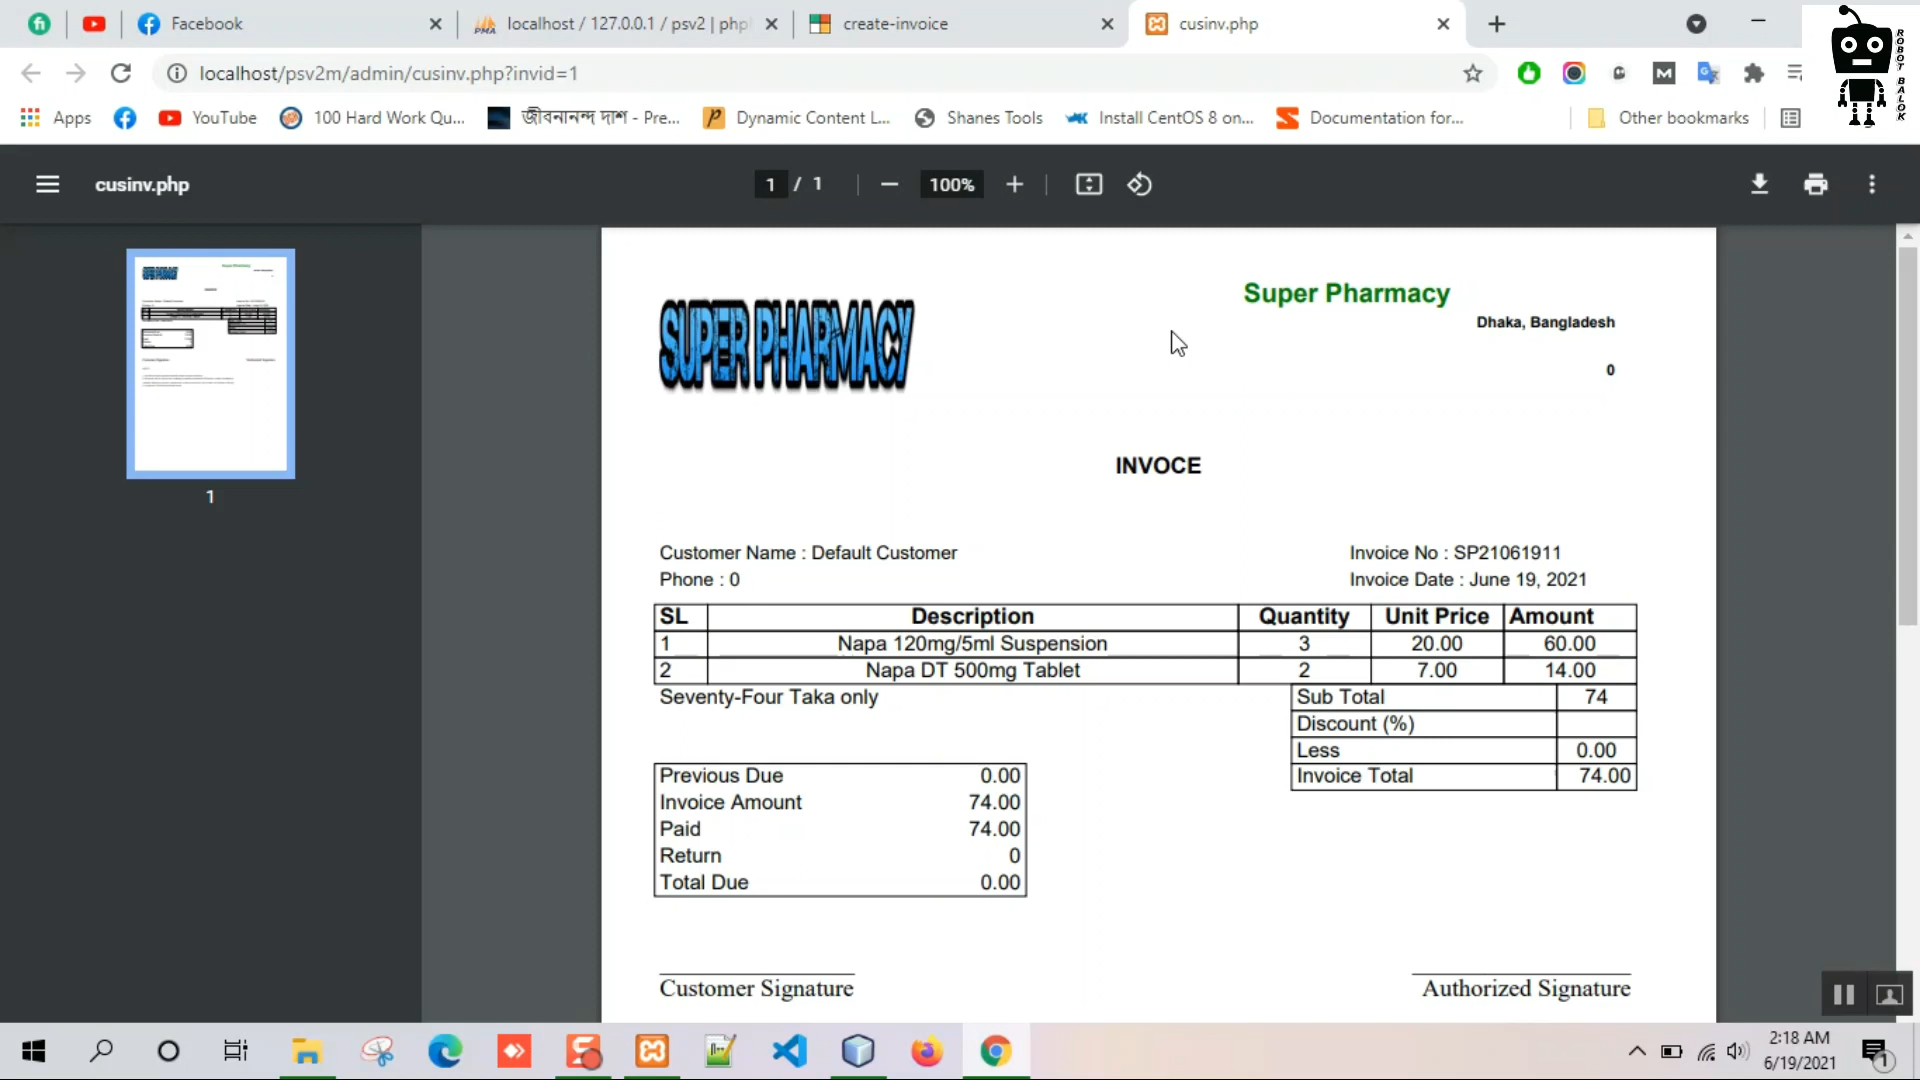 Facebook
localhost / 127.0.0.1 / psv2 | php
create-invoice
cusinv.php
localhost/psv2m/admin/cusinv.php?invid=1
Apps
YouTube
100 Hard Work Qu...
জীবনানন্দ দাশ - Pre...
Dynamic Content L...
Shanes Tools
Install CentOS 8 on...
Documentation for...
Other bookmarks
ROBOT BALOK
cusinv.php
1 / 1
100%
1
SUPER PHARMACY
Super Pharmacy
Dhaka, Bangladesh
0
INVOCE
Customer Name : Default Customer
Invoice No : SP21061911
Phone : 0
Invoice Date : June 19, 2021
SL Description Quantity Unit Price Amount
1 Napa 120mg/5ml Suspension 3 20.00 60.00
2 Napa DT 500mg Tablet 2 7.00 14.00
Seventy-Four Taka only
Sub Total 74
Discount (%)
Less 0.00
Invoice Total 74.00
Previous Due 0.00
Invoice Amount 74.00
Paid 74.00
Return 0
Total Due 0.00
Customer Signature
Authorized Signature
2:18 AM
6/19/2021
1